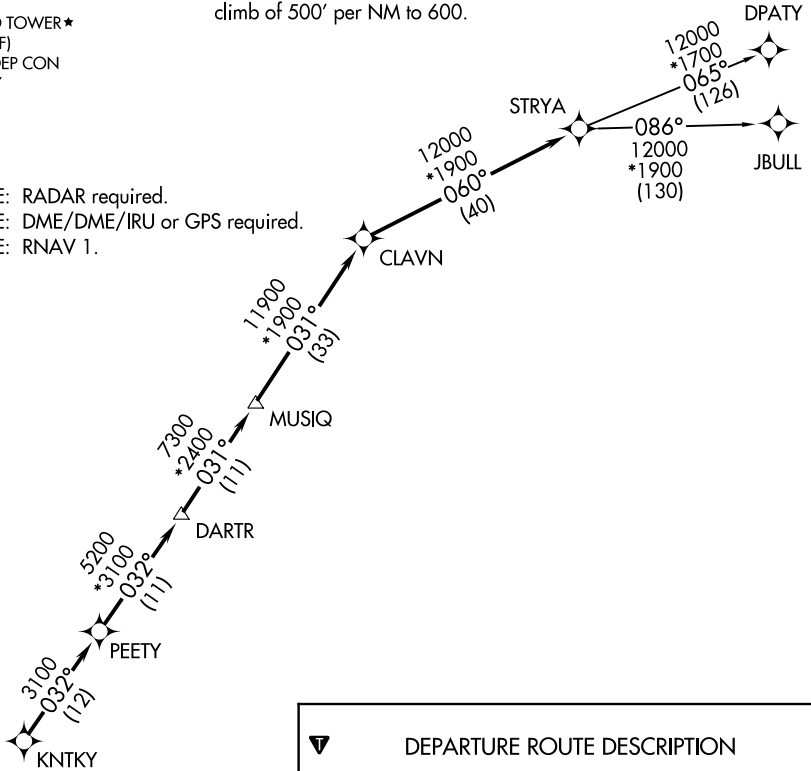 TOWER★
F)
EP CON
climb of 500' per NM to 600.
DPATY
12000
*1700
065°
(126)
STRYA
086°
12000
*1900
(130)
JBULL
12000
*1900
060°
(40)
E: RADAR required.
E: DME/DME/IRU or GPS required.
E: RNAV 1.
CLAVN
11900
*1900
031°
(33)
MUSIQ
7300
*2400
031°
(11)
DARTR
5200
*3100
032°
(11)
PEETY
3100
032°
(12)
KNTKY
T DEPARTURE ROUTE DESCRIPTION